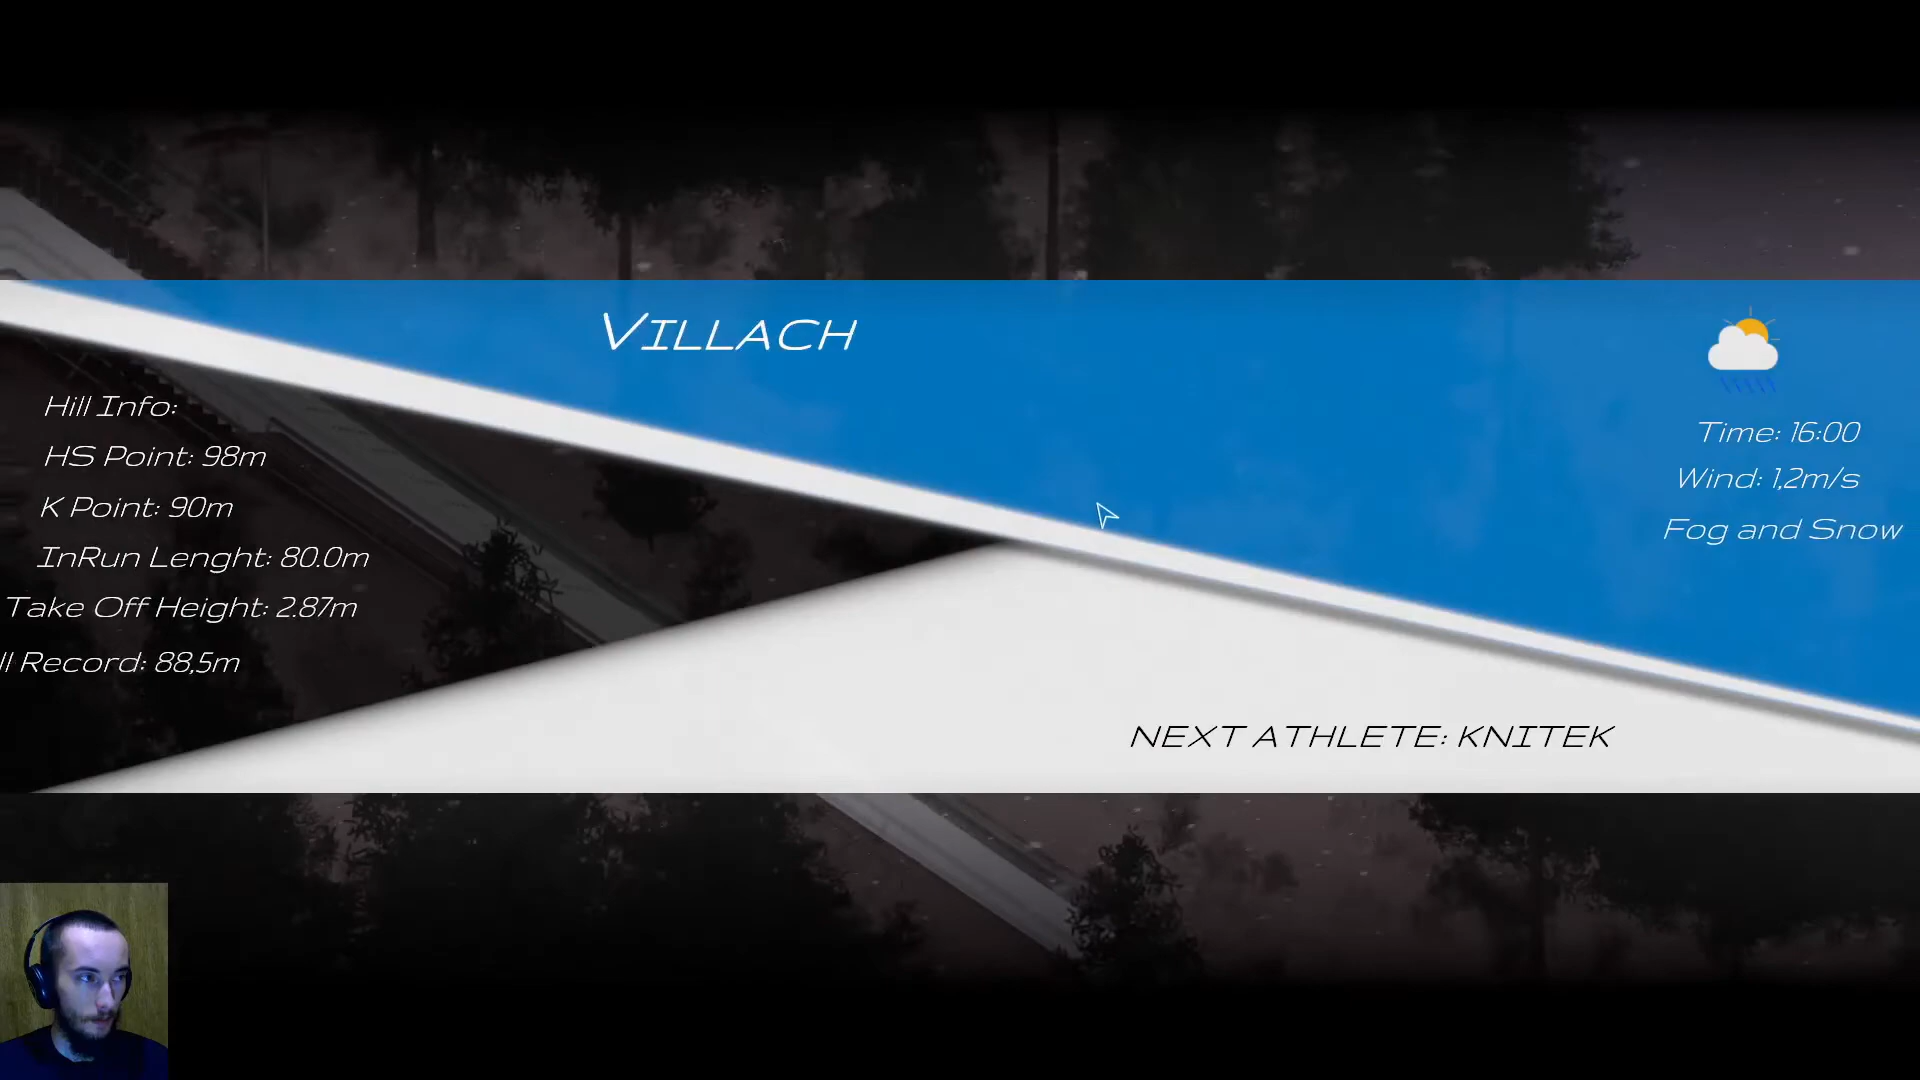 VILLACH
Hill Info:
HS Point: 98m
K Point: 90m
InRun Lenght: 80.0m
Take Off Height: 2.87m
ll Record: 88,5m
Time: 16:00
Wind: 1,2m/s
Fog and Snow
NEXT ATHLETE: KNITEK